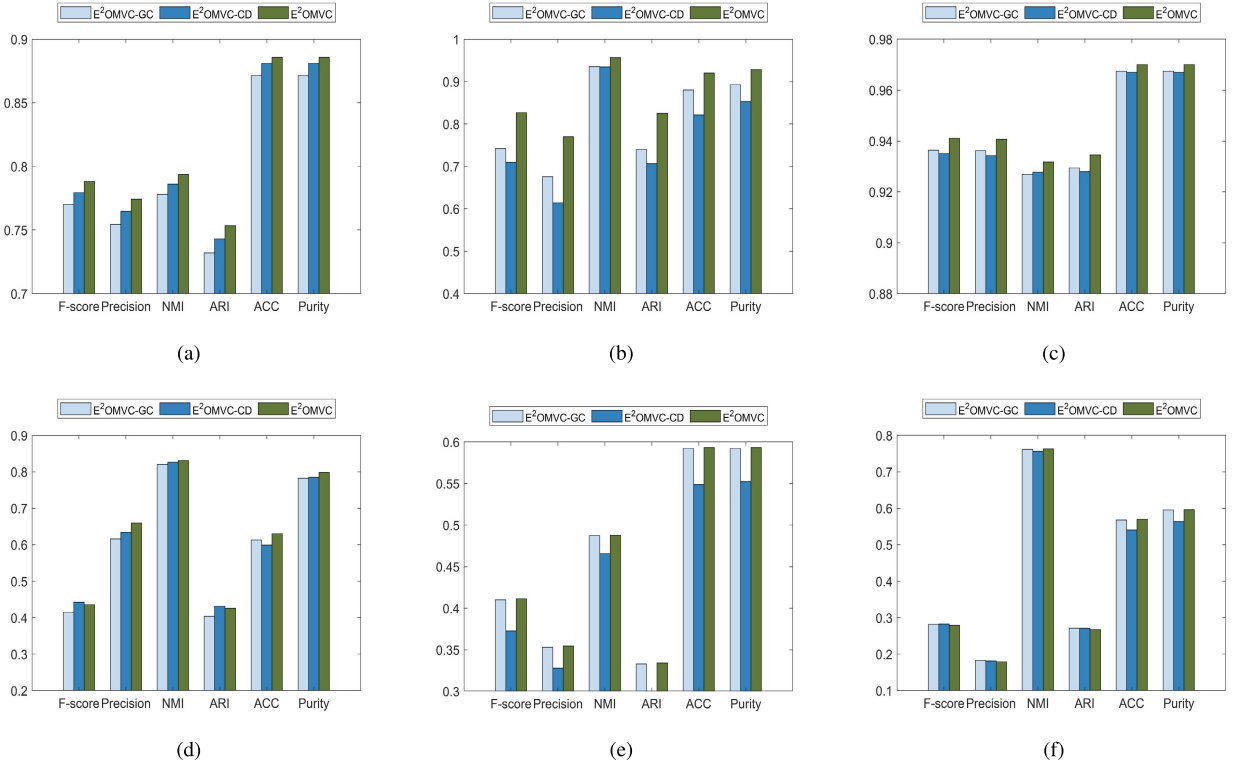 E²OMVC-GC E²OMVC-CD E²OMVC
0.9
0.85
0.8
0.75
0.7
F-score Precision NMI ARI ACC Purity
(a)
E²OMVC-GC E²OMVC-CD E²OMVC
1
0.9
0.8
0.7
0.6
0.5
0.4
F-score Precision NMI ARI ACC Purity
(b)
E²OMVC-GC E²OMVC-CD E²OMVC
0.98
0.96
0.94
0.92
0.9
0.88
F-score Precision NMI ARI ACC Purity
(c)
E²OMVC-GC E²OMVC-CD E²OMVC
0.9
0.8
0.7
0.6
0.5
0.4
0.3
0.2
F-score Precision NMI ARI ACC Purity
(d)
E²OMVC-GC E²OMVC-CD E²OMVC
0.6
0.55
0.5
0.45
0.4
0.35
0.3
F-score Precision NMI ARI ACC Purity
(e)
E²OMVC-GC E²OMVC-CD E²OMVC
0.8
0.7
0.6
0.5
0.4
0.3
0.2
0.1
F-score Precision NMI ARI ACC Purity
(f)